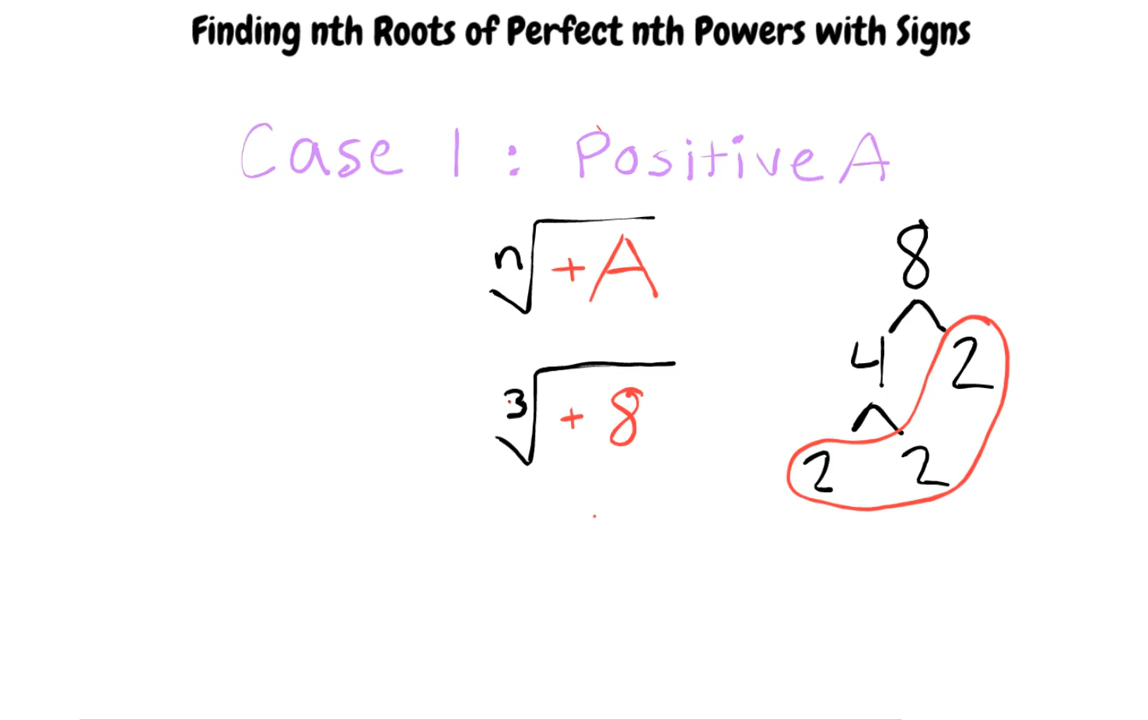 Finding nth Roots of Perfect nth Powers with Signs
Case 1 : Positive A
n√+A
3√+ 8
8
4 2
2 2